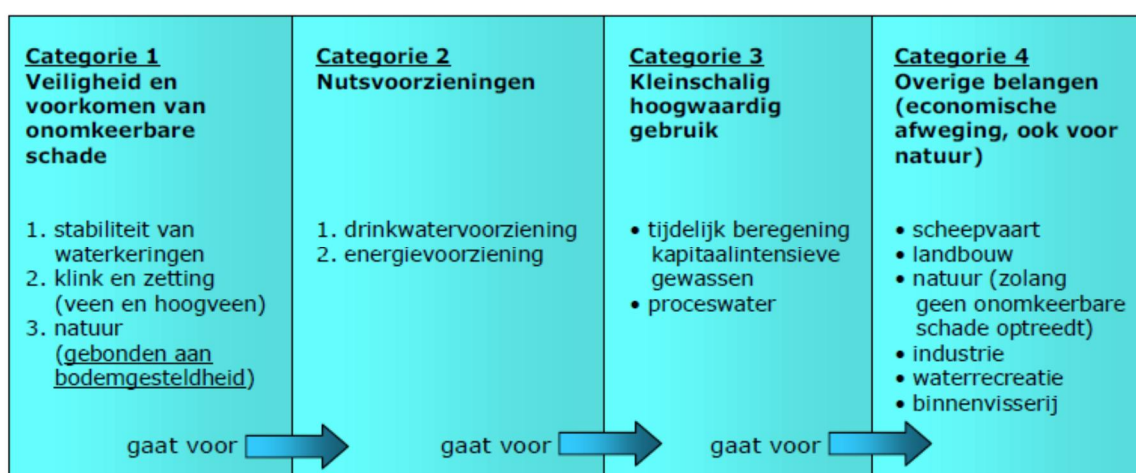 Categorie 1
Veiligheid en
voorkomen van
onomkeerbare
schade
1. stabiliteit van
waterkeringen
2. klink en zetting
(veen en hoogveen)
3. natuur
(gebonden aan
bodemgesteldheid)
gaat voor
Categorie 2
Nutsvoorzieningen
1. drinkwatervoorziening
2. energievoorziening
gaat voor
Categorie 3
Kleinschalig
hoogwaardig
gebruik
• tijdelijk beregening
kapitaalintensieve
gewassen
• proceswater
gaat voor
Categorie 4
Overige belangen
(economische
afweging, ook voor
natuur)
• scheepvaart
• landbouw
• natuur (zolang
geen onomkeerbare
schade optreedt)
• industrie
• waterrecreatie
• binnenvisserij